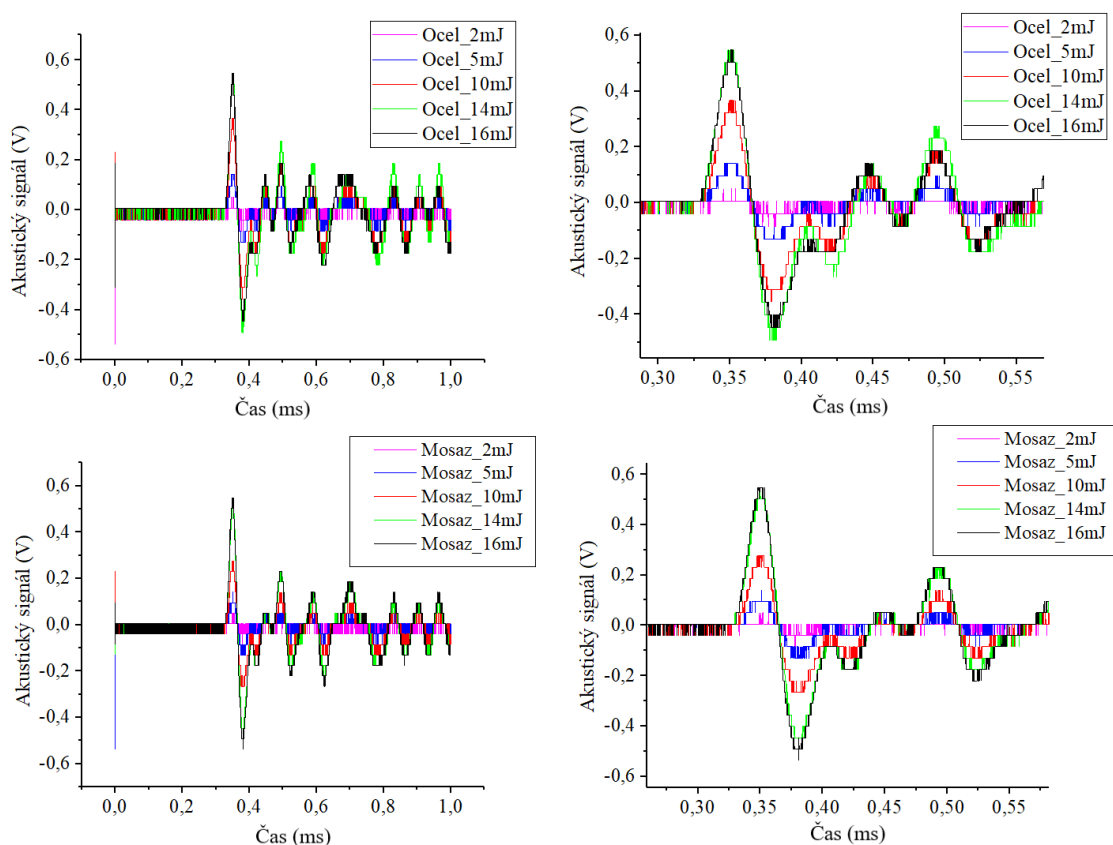 Ocel_2mJ
Ocel_5mJ
Ocel_10mJ
Ocel_14mJ
Ocel_16mJ
0,6
0,4
0,2
0,0
-0,2
-0,4
-0,6
Akustický signál (V)
0,0
0,2
0,4
0,6
0,8
1,0
Čas (ms)
Ocel_2mJ
Ocel_5mJ
Ocel_10mJ
Ocel_14mJ
Ocel_16mJ
0,6
0,4
0,2
0,0
-0,2
-0,4
Akustický signál (V)
0,30
0,35
0,40
0,45
0,50
0,55
Čas (ms)
Mosaz_2mJ
Mosaz_5mJ
Mosaz_10mJ
Mosaz_14mJ
Mosaz_16mJ
0,6
0,4
0,2
0,0
-0,2
-0,4
-0,6
Akustický signál (V)
0,0
0,2
0,4
0,6
0,8
1,0
Čas (ms)
Mosaz_2mJ
Mosaz_5mJ
Mosaz_10mJ
Mosaz_14mJ
Mosaz_16mJ
0,6
0,4
0,2
0,0
-0,2
-0,4
-0,6
Akustický signál (V)
0,30
0,35
0,40
0,45
0,50
0,55
Čas (ms)